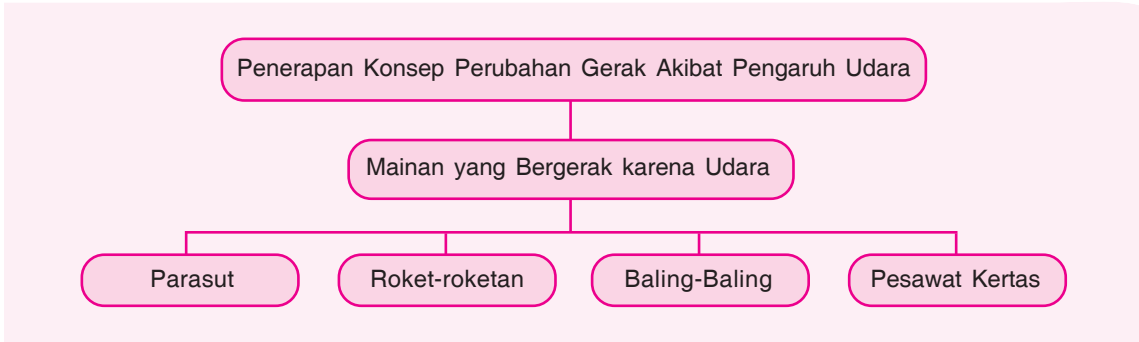 Penerapan Konsep Perubahan Gerak Akibat Pengaruh Udara
Mainan yang Bergerak karena Udara
Parasut
Roket-roketan
Baling-Baling
Pesawat Kertas